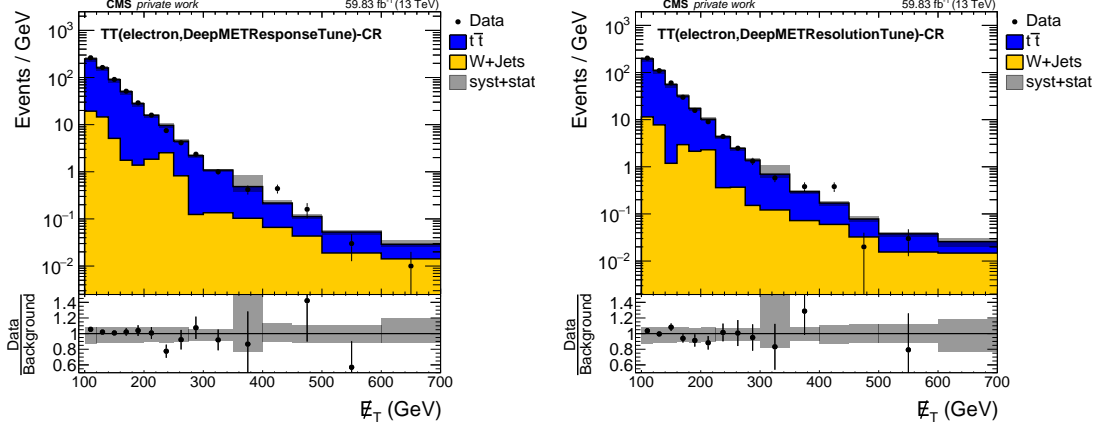 CMS private work
59.83 fb⁻¹ (13 TeV)
TT(electron,DeepMETResponseTune)-CR
Data
tt̅
W+Jets
syst+stat
Events / GeV
10³
10²
10
1
10⁻¹
10⁻²
Data
Background
1.4
1.2
1
0.8
0.6
100 200 300 400 500 600 700
E̸_T (GeV)
CMS private work
59.83 fb⁻¹ (13 TeV)
TT(electron,DeepMETResolutionTune)-CR
Data
tt̅
W+Jets
syst+stat
Events / GeV
10³
10²
10
1
10⁻¹
10⁻²
Data
Background
1.4
1.2
1
0.8
0.6
100 200 300 400 500 600 700
E̸_T (GeV)